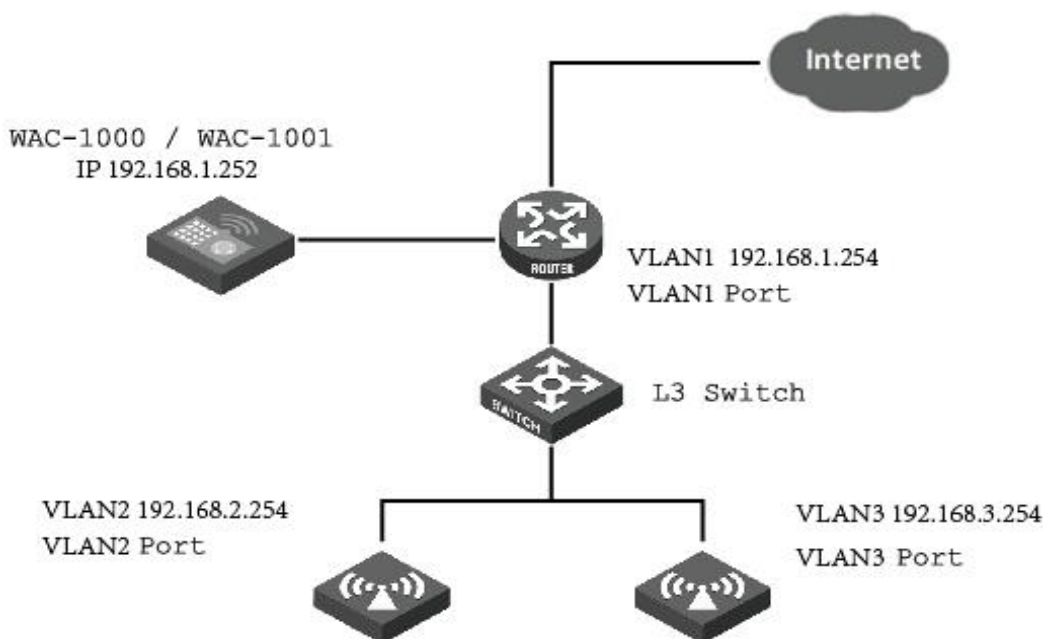 Internet
WAC-1000 / WAC-1001
IP 192.168.1.252
ROUTER
VLAN1 192.168.1.254
VLAN1 Port
L3 Switch
SWITCH
VLAN2 192.168.2.254
VLAN2 Port
VLAN3 192.168.3.254
VLAN3 Port